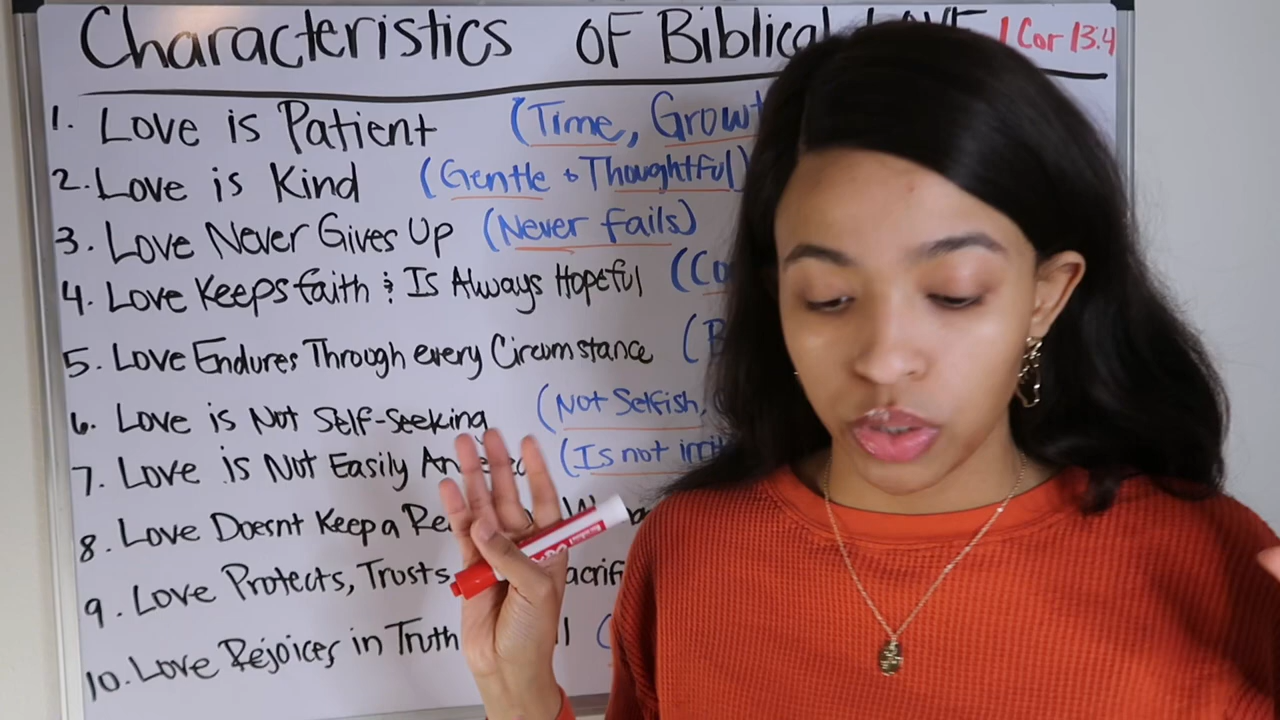 Characteristics OF Biblical LOVE 1 Cor 13:4
1. Love is Patient (Time,
2. Love is Kind (Gentle & Thoughtful)
3. Love Never Gives Up (Never fails)
4. Love Keeps faith & Is Always Hopeful
5. Love Endures Through every Circumstance
6. Love is Not Self-Seeking (Not Selfish,
7. Love is Not Easily (Is not
8. Love Doesnt Keep a
9. Love Protects, Trusts
10. Love Rejoices in Truth